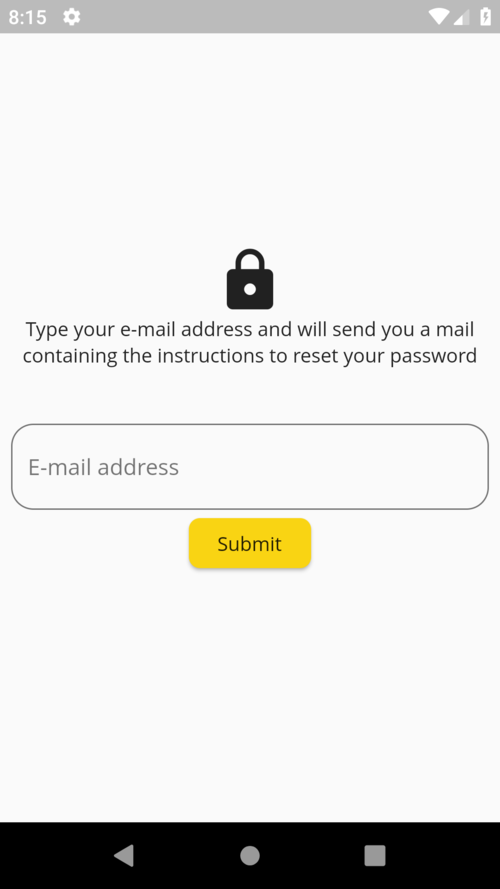 8:15
Type your e-mail address and will send you a mail
containing the instructions to reset your password
E-mail address
Submit